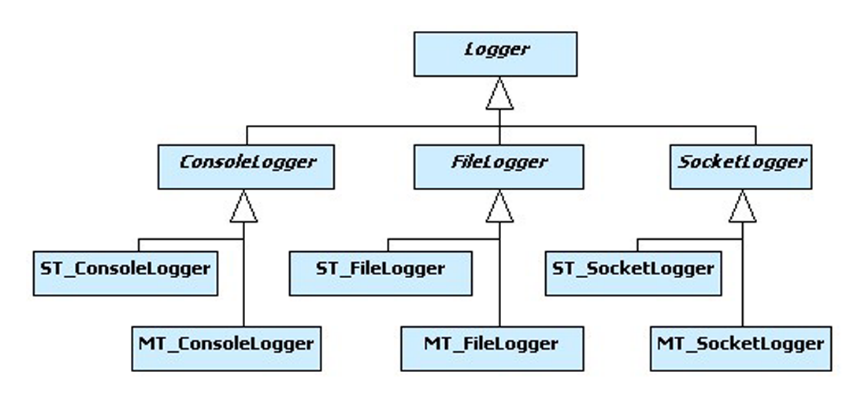 Logger
ConsoleLogger
FileLogger
SocketLogger
ST_ConsoleLogger
ST_FileLogger
ST_SocketLogger
MT_ConsoleLogger
MT_FileLogger
MT_SocketLogger